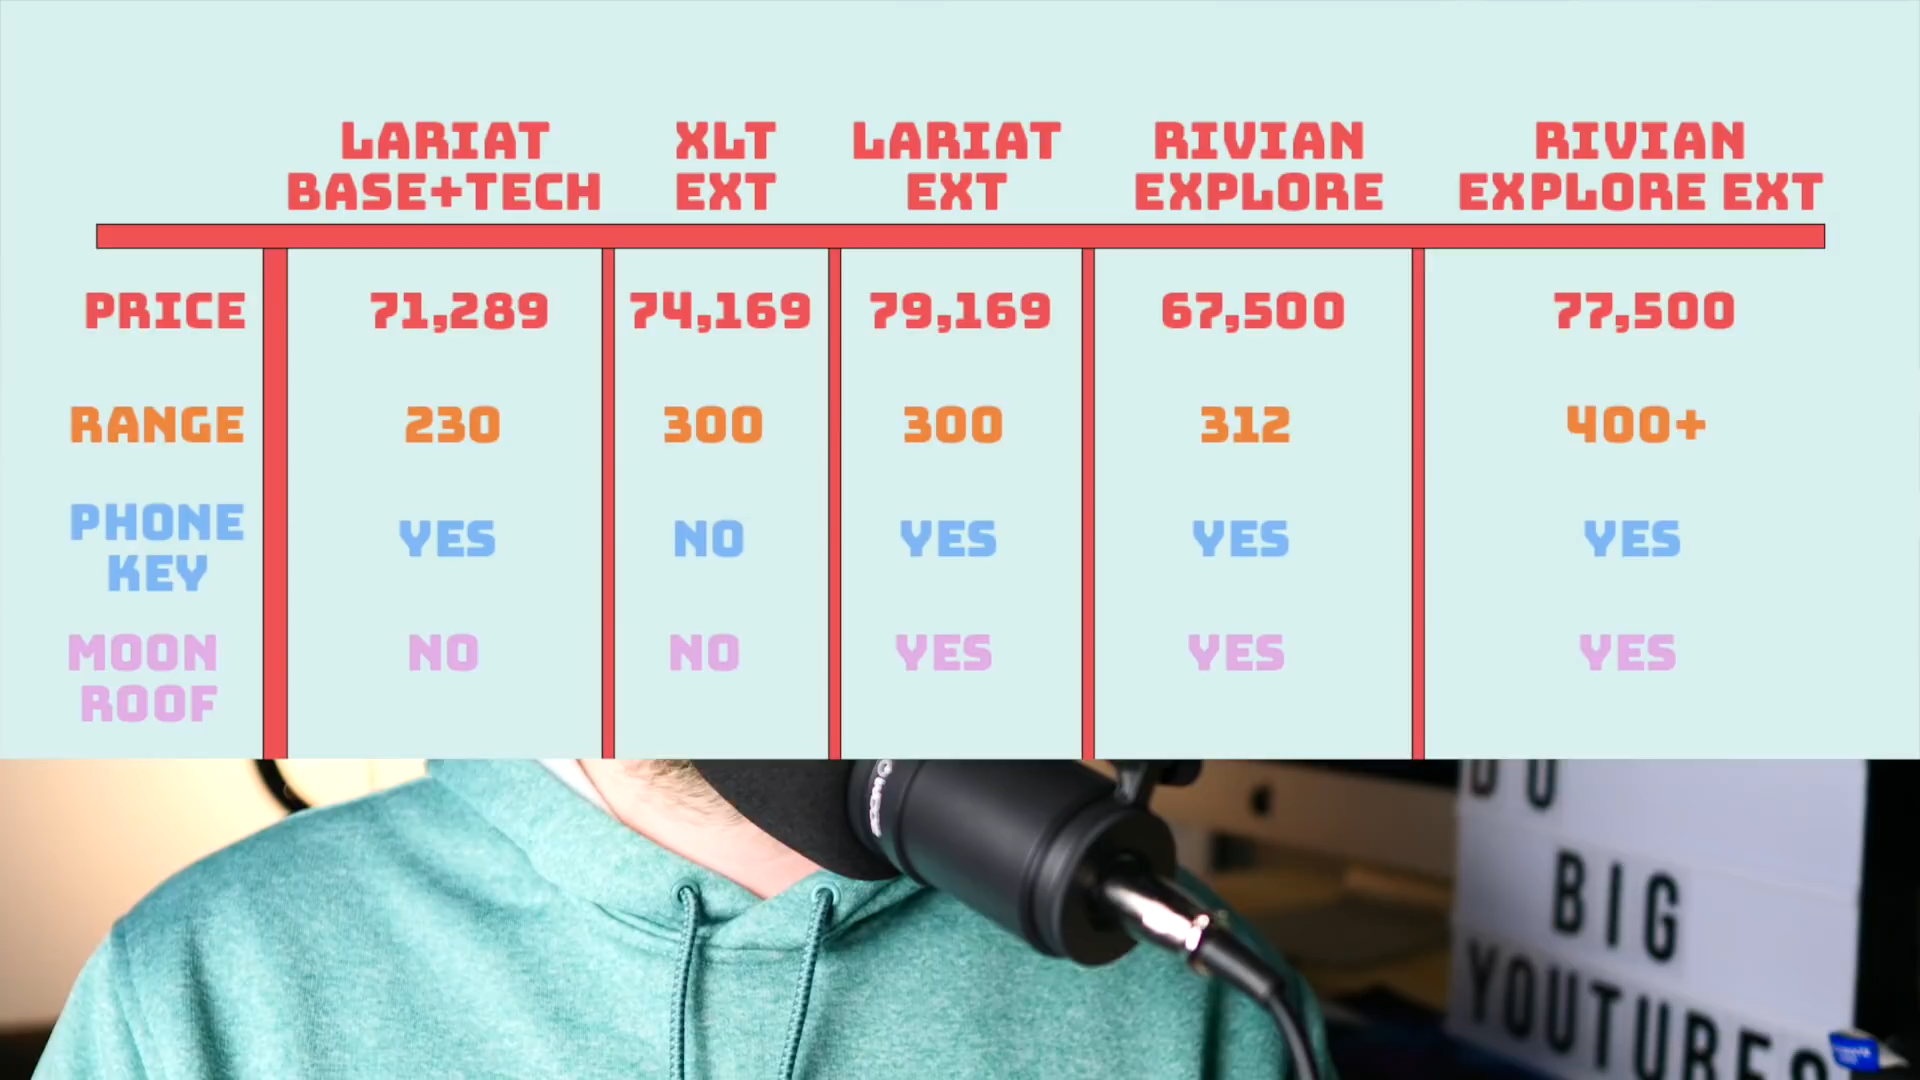 LARIAT BASE+TECH
XLT EXT
LARIAT EXT
RIVIAN EXPLORE
RIVIAN EXPLORE EXT
PRICE 71,289 74,169 79,169 67,500 77,500
RANGE 230 300 300 312 400+
PHONE KEY YES NO YES YES YES
MOON ROOF NO NO YES YES YES
BIG